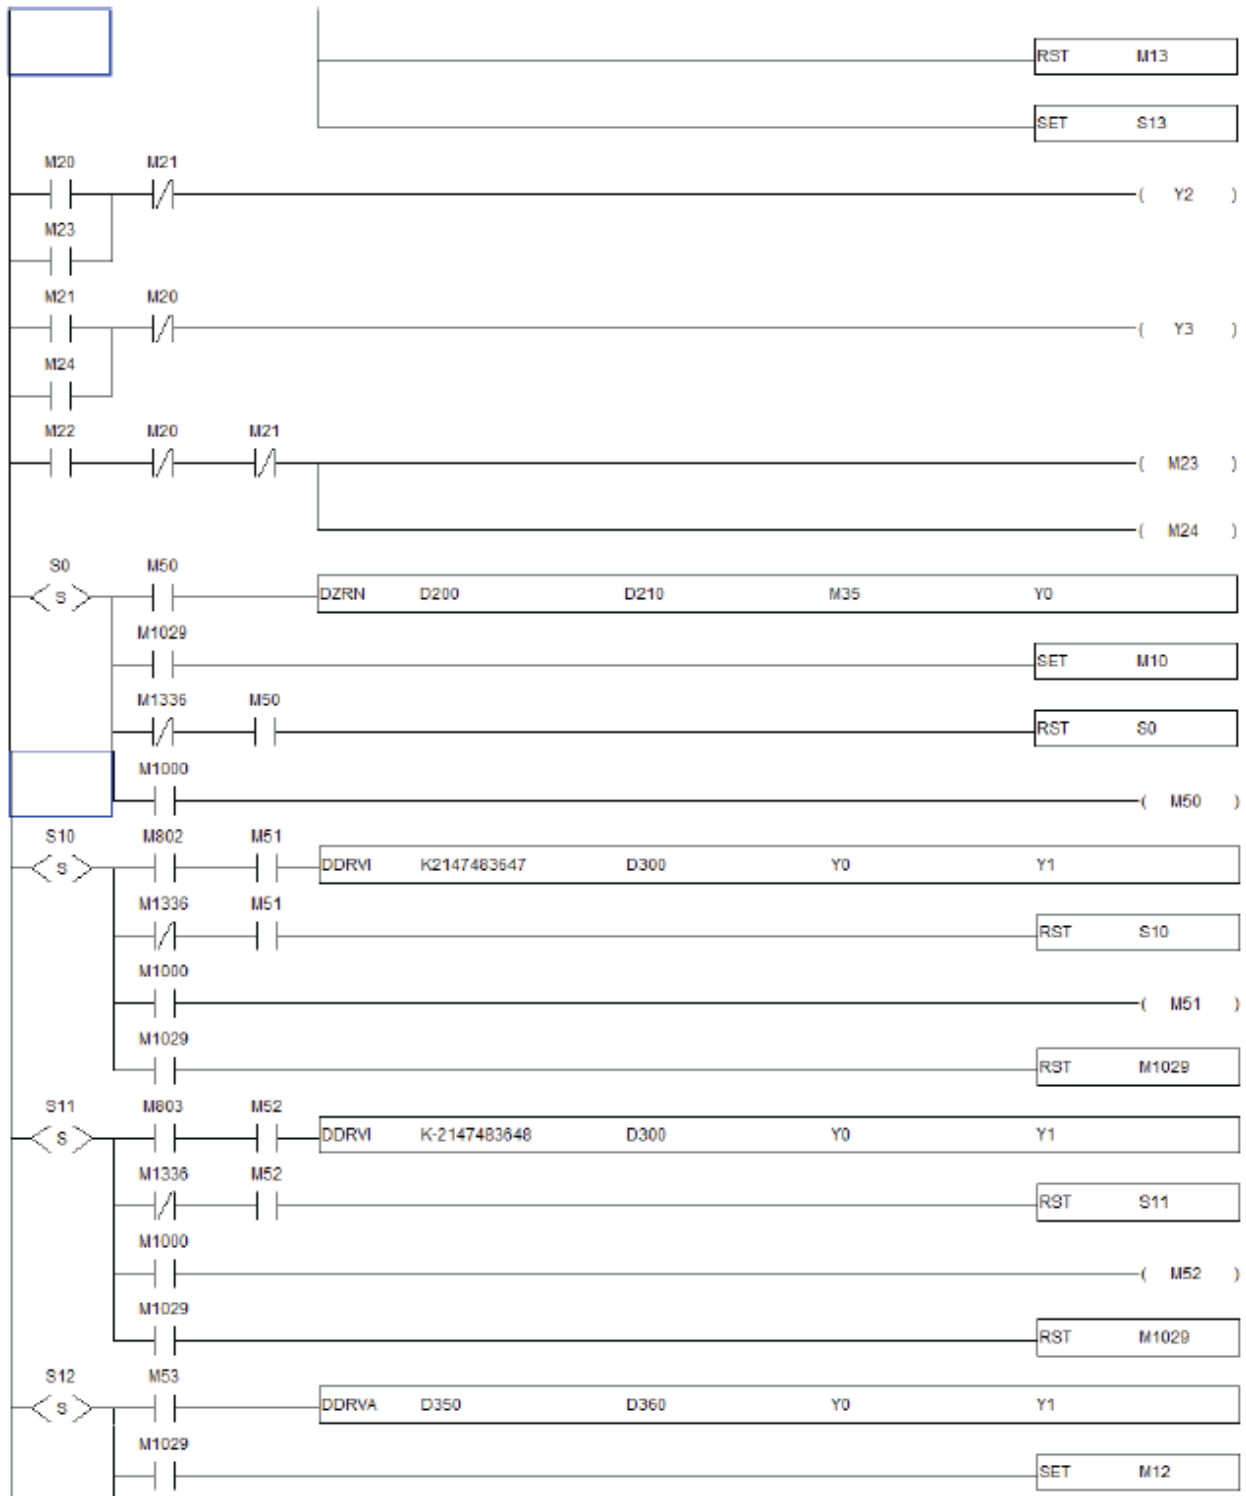 RST M13
SET S13
M20 M21
( Y2 )
M23
M21 M20
( Y3 )
M24
M22 M20 M21
( M23 )
( M24 )
S0 M50
S DZRN D200 D210 M35 Y0
M1029
SET M10
M1336 M50
RST S0
M1000
( M50 )
S10 M802 M51
S DDRVI K2147483647 D300 Y0 Y1
M1336 M51
RST S10
M1000
( M51 )
M1029
RST M1029
S11 M803 M52
S DDRVI K-2147483648 D300 Y0 Y1
M1336 M52
RST S11
M1000
( M52 )
M1029
RST M1029
S12 M53
S DDRVA D350 D360 Y0 Y1
M1029
SET M12